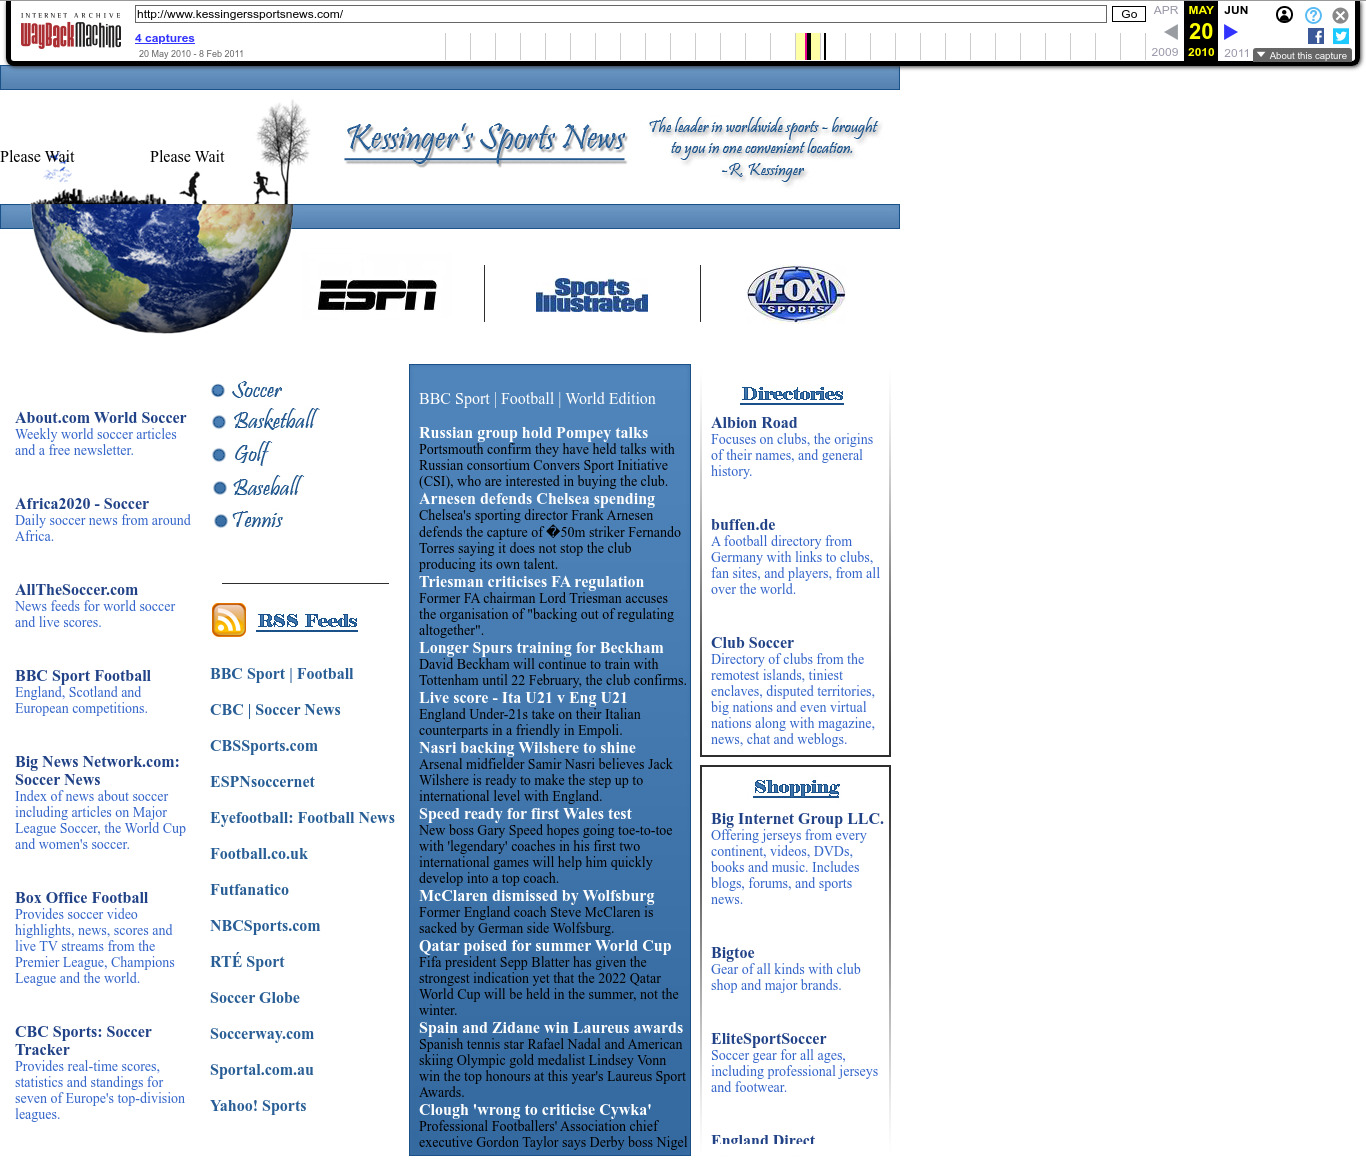 INTERNET ARCHIVE
WayBackMachine
http://www.kessingerssportsnews.com/
Go
4 captures
20 May 2010 - 8 Feb 2011
APR
MAY
JUN
20
2009
2010
2011
About this capture
Please Wait
Please Wait
Kessinger's Sports News
The leader in worldwide sports - brought
to you in one convenient location.
-R. Kessinger
ESPN
Sports
Illustrated
FOX
SPORTS
About.com World Soccer
Weekly world soccer articles
and a free newsletter.
Africa2020 - Soccer
Daily soccer news from around
Africa.
AllTheSoccer.com
News feeds for world soccer
and live scores.
BBC Sport Football
England, Scotland and
European competitions.
Big News Network.com:
Soccer News
Index of news about soccer
including articles on Major
League Soccer, the World Cup
and women's soccer.
Box Office Football
Provides soccer video
highlights, news, scores and
live TV streams from the
Premier League, Champions
League and the world.
CBC Sports: Soccer
Tracker
Provides real-time scores,
statistics and standings for
seven of Europe's top-division
leagues.
Soccer
Basketball
Golf
Baseball
Tennis
RSS Feeds
BBC Sport | Football
CBC | Soccer News
CBSSports.com
ESPNsoccernet
Eyefootball: Football News
Football.co.uk
Futfanatico
NBCSports.com
RTÉ Sport
Soccer Globe
Soccerway.com
Sportal.com.au
Yahoo! Sports
BBC Sport | Football | World Edition
Russian group hold Pompey talks
Portsmouth confirm they have held talks with
Russian consortium Convers Sport Initiative
(CSI), who are interested in buying the club.
Arnesen defends Chelsea spending
Chelsea's sporting director Frank Arnesen
defends the capture of �50m striker Fernando
Torres saying it does not stop the club
producing its own talent.
Triesman criticises FA regulation
Former FA chairman Lord Triesman accuses
the organisation of "backing out of regulating
altogether".
Longer Spurs training for Beckham
David Beckham will continue to train with
Tottenham until 22 February, the club confirms.
Live score - Ita U21 v Eng U21
England Under-21s take on their Italian
counterparts in a friendly in Empoli.
Nasri backing Wilshere to shine
Arsenal midfielder Samir Nasri believes Jack
Wilshere is ready to make the step up to
international level with England.
Speed ready for first Wales test
New boss Gary Speed hopes going toe-to-toe
with 'legendary' coaches in his first two
international games will help him quickly
develop into a top coach.
McClaren dismissed by Wolfsburg
Former England coach Steve McClaren is
sacked by German side Wolfsburg.
Qatar poised for summer World Cup
Fifa president Sepp Blatter has given the
strongest indication yet that the 2022 Qatar
World Cup will be held in the summer, not the
winter.
Spain and Zidane win Laureus awards
Spanish tennis star Rafael Nadal and American
skiing Olympic gold medalist Lindsey Vonn
win the top honours at this year's Laureus Sport
Awards.
Clough 'wrong to criticise Cywka'
Professional Footballers' Association chief
executive Gordon Taylor says Derby boss Nigel
Directories
Albion Road
Focuses on clubs, the origins
of their names, and general
history.
buffen.de
A football directory from
Germany with links to clubs,
fan sites, and players, from all
over the world.
Club Soccer
Directory of clubs from the
remotest islands, tiniest
enclaves, disputed territories,
big nations and even virtual
nations along with magazine,
news, chat and weblogs.
Shopping
Big Internet Group LLC.
Offering jerseys from every
continent, videos, DVDs,
books and music. Includes
blogs, forums, and sports
news.
Bigtoe
Gear of all kinds with club
shop and major brands.
EliteSportSoccer
Soccer gear for all ages,
including professional jerseys
and footwear.
England Direct